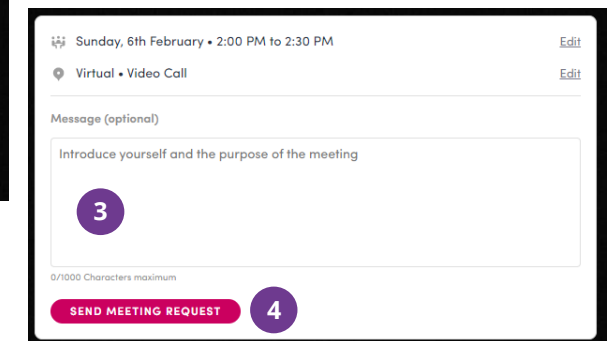 Sunday, 6th February • 2:00 PM to 2:30 PM Edit
Virtual • Video Call Edit
Message (optional)
Introduce yourself and the purpose of the meeting
3
0/1000 Characters maximum
SEND MEETING REQUEST 4